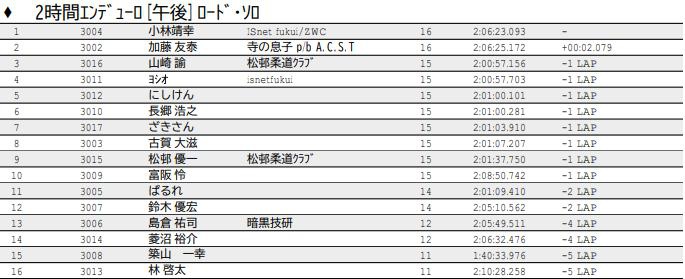 ♦ 2時間ｴﾝﾃﾞｭｰﾛ [午後] ﾛｰﾄﾞ･ｿﾛ
1 3004 小林靖幸 ISnet fukui/ZWC 16 2:06:23.093 -
2 3002 加藤 友泰 寺の息子 p/b A.C.S.T 16 2:06:25.172 +00:02.079
3 3016 山崎 諭 松邨柔道ｸﾗﾌﾞ 15 2:00:57.156 -1 LAP
4 3011 ﾖｼｵ isnetfukui 15 2:00:57.703 -1 LAP
5 3012 にしけん 15 2:01:00.101 -1 LAP
6 3010 長郷 浩之 15 2:01:00.281 -1 LAP
7 3017 ざきさん 15 2:01:03.910 -1 LAP
8 3003 古賀 大滋 15 2:01:07.207 -1 LAP
9 3015 松邨 優一 松邨柔道ｸﾗﾌﾞ 15 2:01:37.750 -1 LAP
10 3009 富阪 怜 15 2:08:50.742 -1 LAP
11 3005 ぱるれ 14 2:01:09.410 -2 LAP
12 3007 鈴木 優宏 14 2:05:10.562 -2 LAP
13 3006 島倉 祐司 暗黒技研 12 2:05:49.511 -4 LAP
14 3014 菱沼 裕介 12 2:06:32.476 -4 LAP
15 3008 築山　一幸 11 1:40:33.976 -5 LAP
16 3013 林 啓太 11 2:10:28.258 -5 LAP